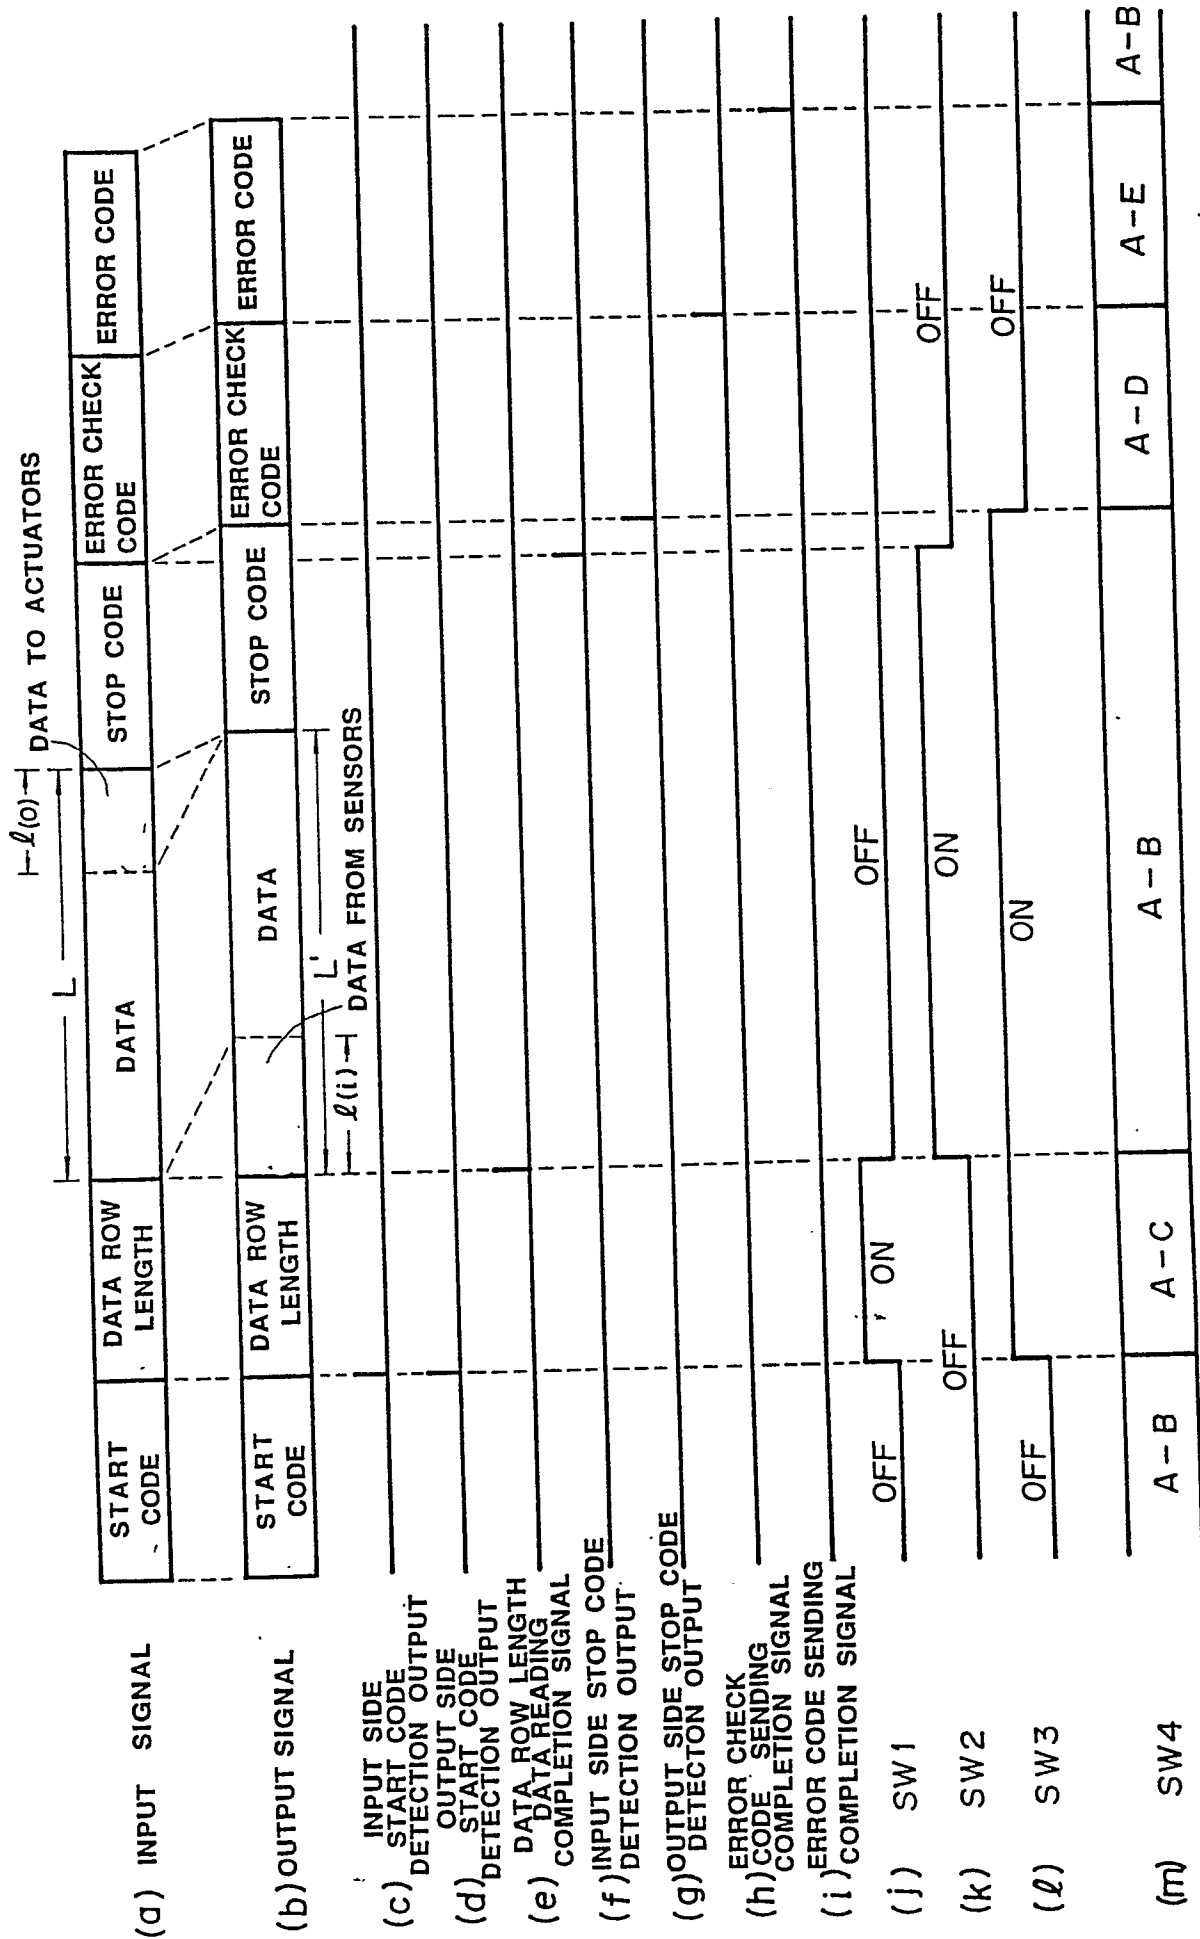 (a) INPUT SIGNAL
START
CODE
DATA ROW
LENGTH
DATA
STOP CODE
ERROR CHECK
CODE
ERROR CODE
L
ℓ(0)
DATA TO ACTUATORS
(b) OUTPUT SIGNAL
START
CODE
DATA ROW
LENGTH
DATA
STOP CODE
ERROR CHECK
CODE
ERROR CODE
L'
ℓ(i)
DATA FROM SENSORS
(c) INPUT SIDE
START CODE
DETECTION OUTPUT
(d) OUTPUT SIDE
START CODE
DETECTION OUTPUT
(e) DATA ROW LENGTH
DATA READING
COMPLETION SIGNAL
(f) INPUT SIDE STOP CODE
DETECTION OUTPUT
(g) OUTPUT SIDE STOP CODE
DETECTON OUTPUT
(h) ERROR CHECK
CODE SENDING
COMPLETION SIGNAL
(i) ERROR CODE SENDING
COMPLETION SIGNAL
(j) SW1
OFF
ON
OFF
(k) SW2
OFF
ON
OFF
(ℓ) SW3
OFF
ON
OFF
(m) SW4
A-B
A-C
A-B
A-D
A-E
A-B